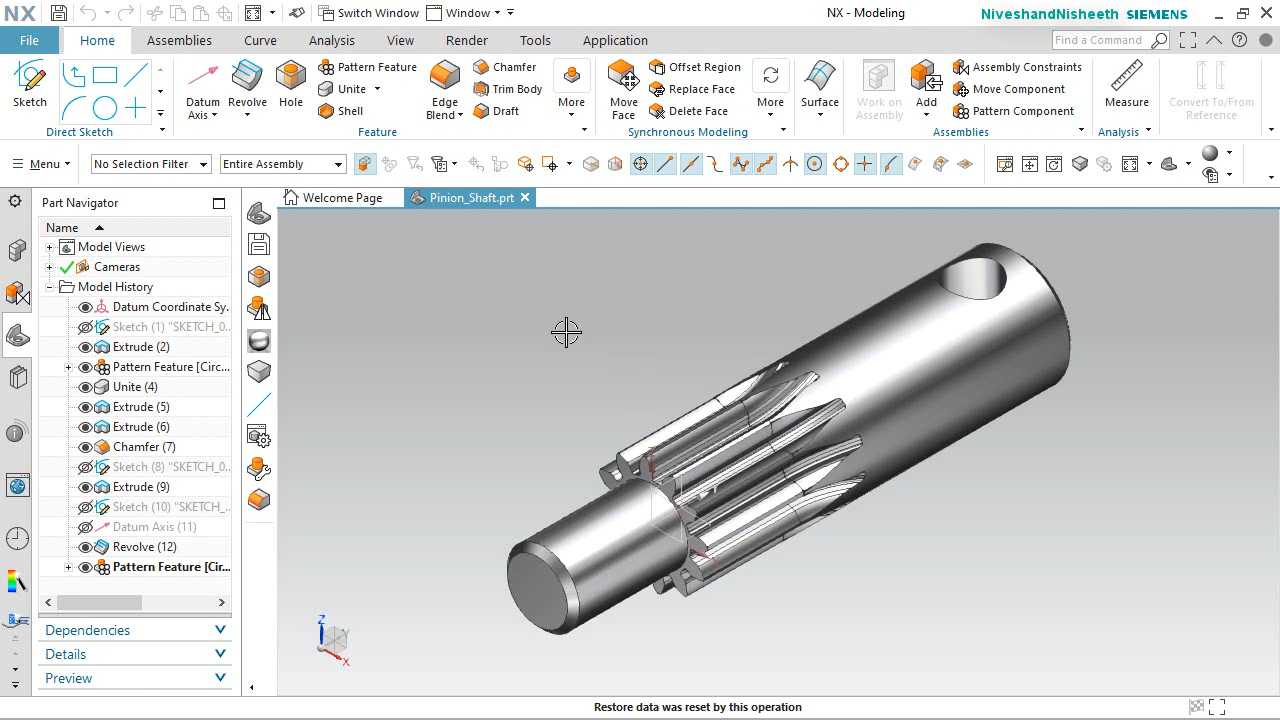 NX
Switch Window
Window
NX - Modeling
NiveshandNisheeth SIEMENS
File
Home
Assemblies
Curve
Analysis
View
Render
Tools
Application
Find a Command
Sketch
Direct Sketch
Datum Axis
Revolve
Hole
Pattern Feature
Unite
Shell
Edge Blend
Chamfer
Trim Body
Draft
More
Feature
Move Face
Offset Region
Replace Face
Delete Face
More
Synchronous Modeling
Surface
Work on Assembly
Add
Assembly Constraints
Move Component
Pattern Component
Assemblies
Measure
Analysis
Convert To/From Reference
Menu
No Selection Filter
Entire Assembly
Part Navigator
Welcome Page
Pinion_Shaft.prt
Name
Model Views
Cameras
Model History
Datum Coordinate Sy.
Sketch (1) "SKETCH_0..
Extrude (2)
Pattern Feature [Circ...
Unite (4)
Extrude (5)
Extrude (6)
Chamfer (7)
Sketch (8) "SKETCH_0..
Extrude (9)
Sketch (10) "SKETCH_0..
Datum Axis (11)
Revolve (12)
Pattern Feature [Cir...
Dependencies
Details
Preview
Z
Y
X
Restore data was reset by this operation